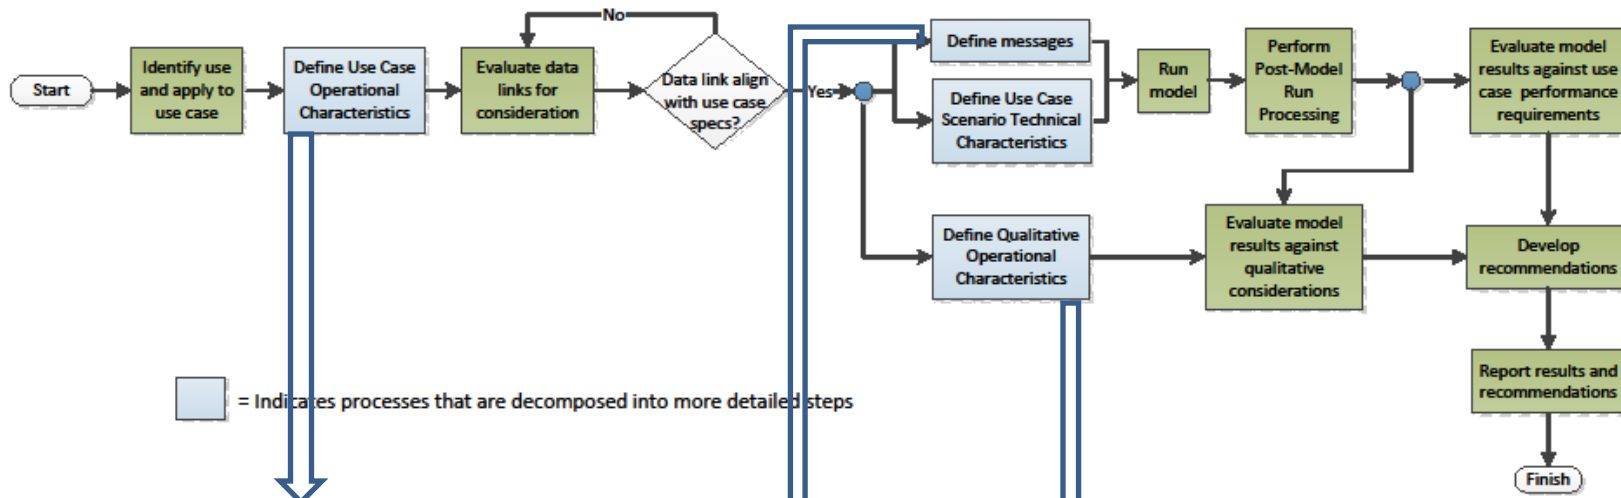 Start
Identify use
and apply to
use case
Define Use Case
Operational
Characteristics
Evaluate data
links for
consideration
No
Data link align
with use case
specs?
Yes
Define messages
Define Use Case
Scenario Technical
Characteristics
Define Qualitative
Operational
Characteristics
Run
model
Perform
Post-Model
Run
Processing
Evaluate model
results against use
case performance
requirements
Evaluate model
results against
qualitative
considerations
Develop
recommendations
Report results and
recommendations
Finish
= Indicates processes that are decomposed into more detailed steps